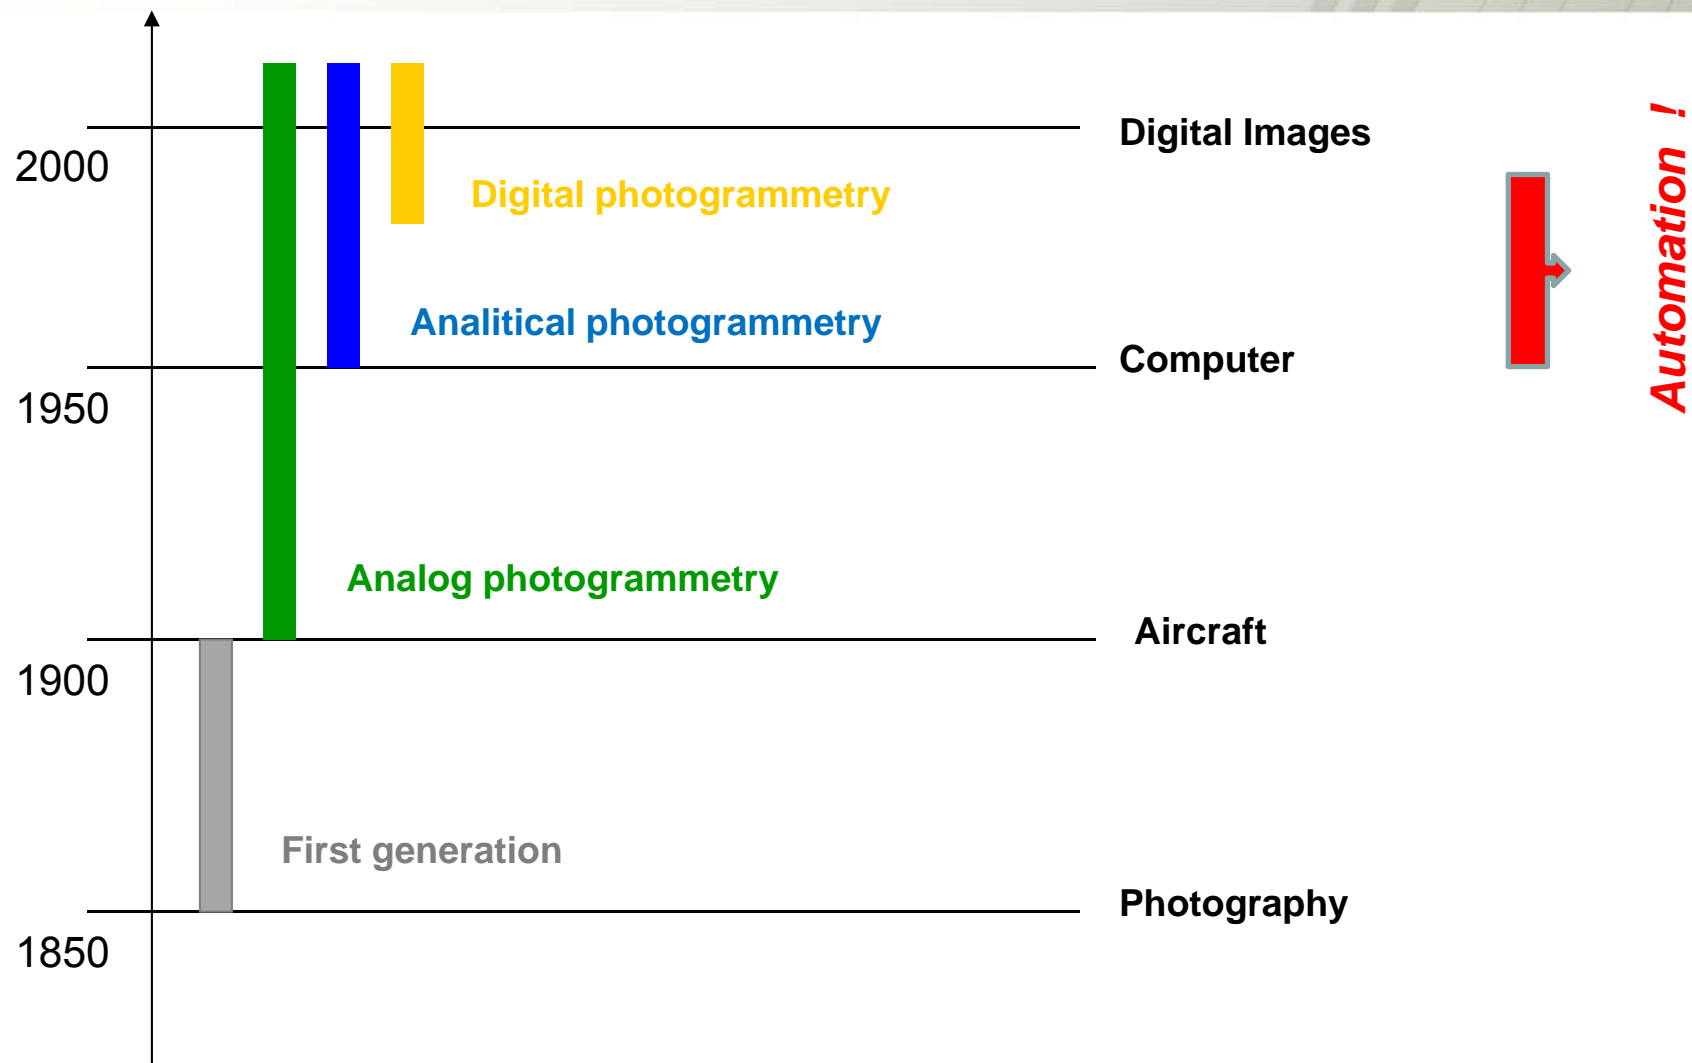 Digital Images
2000
Digital photogrammetry
Automation !
Analitical photogrammetry
Computer
1950
Analog photogrammetry
Aircraft
1900
First generation
Photography
1850